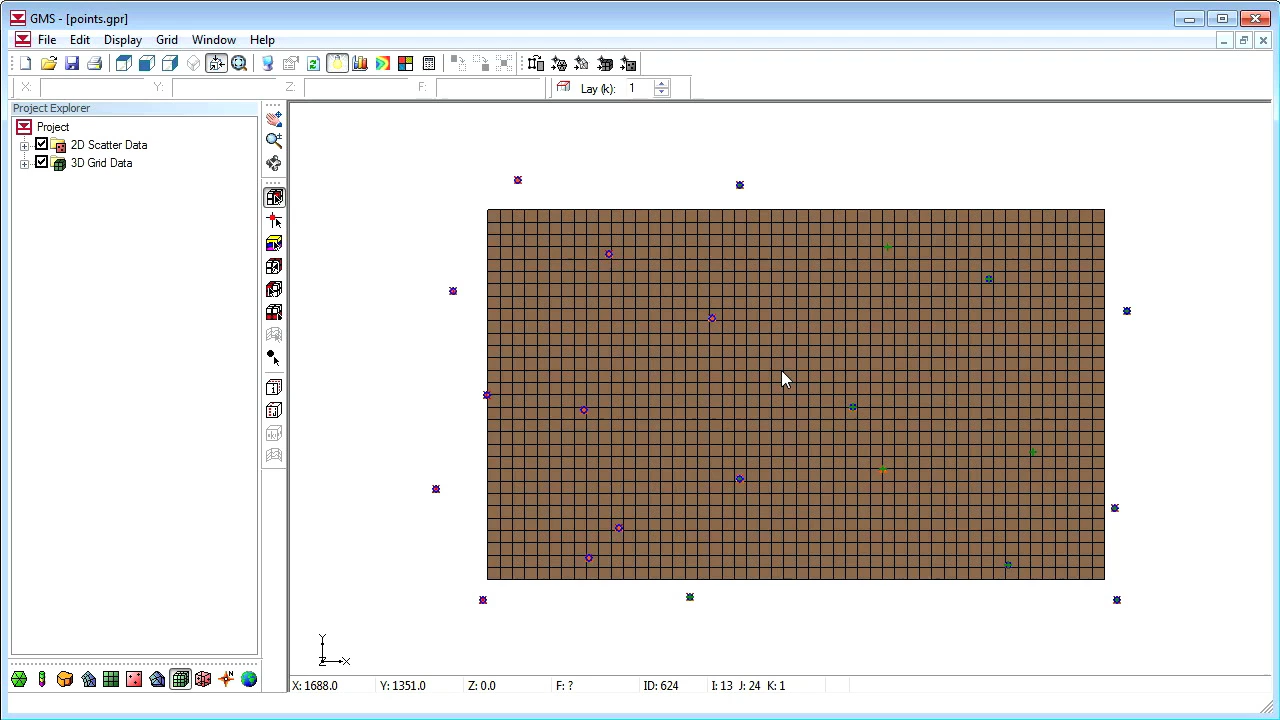 GMS - [points.gpr]
File Edit Display Grid Window Help
X: Y: Z: F: Lay (k): 1
Project Explorer
Project
2D Scatter Data
3D Grid Data
Y
Z X
X: 1688.0 Y: 1351.0 Z: 0.0 F: ? ID: 624 I: 13 J: 24 K: 1